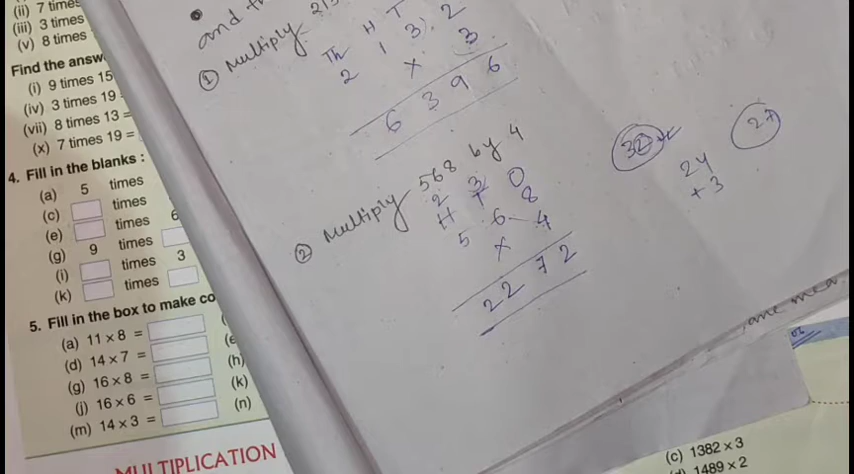 (ii) 7 times
(iii) 3 times
(v) 8 times
Find the answ
(i) 9 times 15
(iv) 3 times 19
(vii) 8 times 13 =
(x) 7 times 19 =
4. Fill in the blanks :
(a) 5 times
(c) times
(e) times 6
(g) 9 times
(i) times 3
(k) times
5. Fill in the box to make co
(a) 11 × 8 =
(d) 14 × 7 =
(g) 16 × 8 = (h)
(j) 16 × 6 = (k)
(m) 14 × 3 = (n)
MULTIPLICATION
and
① Multiply
Th H T
2 1 3 2
× 3
6 3 9 6
② Multiply 568 by 4
2 3
H T O
5 6 8
× 4
2 2 7 2
32
24
+ 3
27
(c) 1382 × 3
1489 × 2